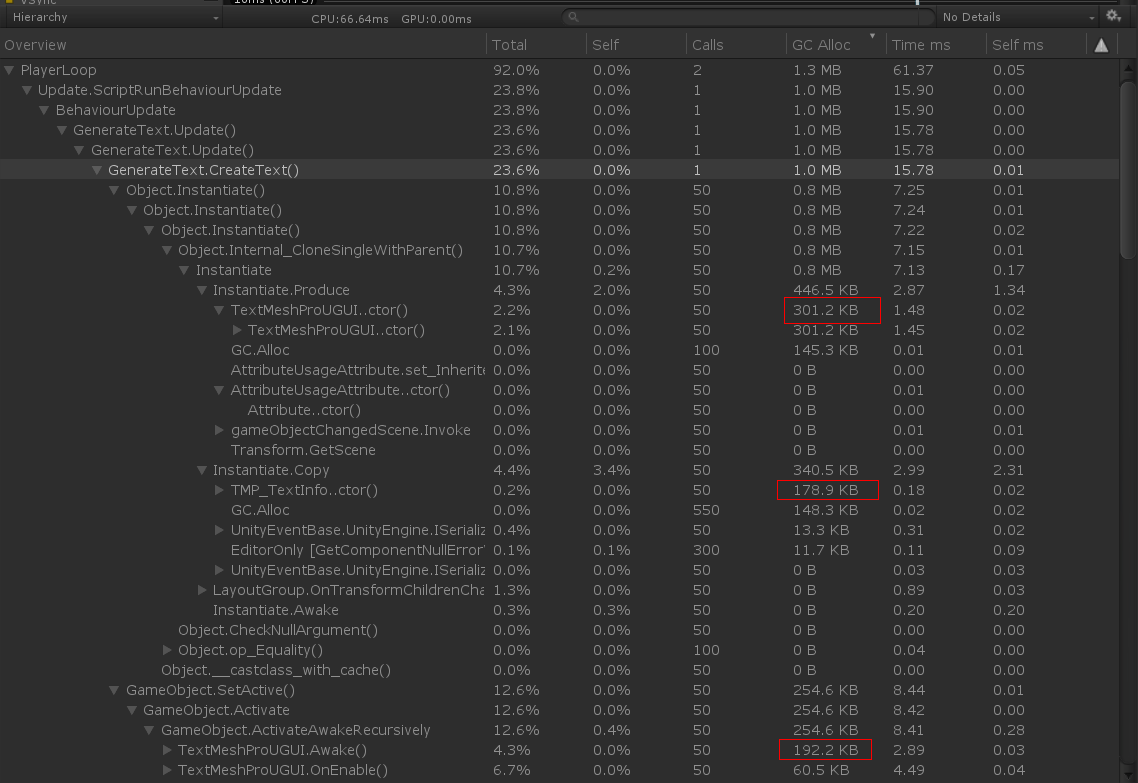 VSync
Hierarchy CPU:66.64ms GPU:0.00ms No Details
Overview Total Self Calls GC Alloc Time ms Self ms
PlayerLoop 92.0% 0.0% 2 1.3 MB 61.37 0.05
Update.ScriptRunBehaviourUpdate 23.8% 0.0% 1 1.0 MB 15.90 0.00
BehaviourUpdate 23.8% 0.0% 1 1.0 MB 15.90 0.00
GenerateText.Update() 23.6% 0.0% 1 1.0 MB 15.78 0.00
GenerateText.Update() 23.6% 0.0% 1 1.0 MB 15.78 0.00
GenerateText.CreateText() 23.6% 0.0% 1 1.0 MB 15.78 0.01
Object.Instantiate() 10.8% 0.0% 50 0.8 MB 7.25 0.01
Object.Instantiate() 10.8% 0.0% 50 0.8 MB 7.24 0.01
Object.Instantiate() 10.8% 0.0% 50 0.8 MB 7.22 0.02
Object.Internal_CloneSingleWithParent() 10.7% 0.0% 50 0.8 MB 7.15 0.01
Instantiate 10.7% 0.2% 50 0.8 MB 7.13 0.17
Instantiate.Produce 4.3% 2.0% 50 446.5 KB 2.87 1.34
TextMeshProUGUI..ctor() 2.2% 0.0% 50 301.2 KB 1.48 0.02
TextMeshProUGUI..ctor() 2.1% 0.0% 50 301.2 KB 1.45 0.02
GC.Alloc 0.0% 0.0% 100 145.3 KB 0.01 0.01
AttributeUsageAttribute.set_Inherite 0.0% 0.0% 50 0 B 0.00 0.00
AttributeUsageAttribute..ctor() 0.0% 0.0% 50 0 B 0.01 0.00
Attribute..ctor() 0.0% 0.0% 50 0 B 0.00 0.00
gameObjectChangedScene.Invoke 0.0% 0.0% 50 0 B 0.01 0.01
Transform.GetScene 0.0% 0.0% 50 0 B 0.00 0.00
Instantiate.Copy 4.4% 3.4% 50 340.5 KB 2.99 2.31
TMP_TextInfo..ctor() 0.2% 0.0% 50 178.9 KB 0.18 0.02
GC.Alloc 0.0% 0.0% 550 148.3 KB 0.02 0.02
UnityEventBase.UnityEngine.ISerializ 0.4% 0.0% 50 13.3 KB 0.31 0.02
EditorOnly [GetComponentNullError 0.1% 0.1% 300 11.7 KB 0.11 0.09
UnityEventBase.UnityEngine.ISerializ 0.0% 0.0% 50 0 B 0.03 0.03
LayoutGroup.OnTransformChildrenCha 1.3% 0.0% 50 0 B 0.89 0.03
Instantiate.Awake 0.3% 0.3% 50 0 B 0.20 0.20
Object.CheckNullArgument() 0.0% 0.0% 50 0 B 0.00 0.00
Object.op_Equality() 0.0% 0.0% 100 0 B 0.04 0.00
Object.__castclass_with_cache() 0.0% 0.0% 50 0 B 0.00 0.00
GameObject.SetActive() 12.6% 0.0% 50 254.6 KB 8.44 0.01
GameObject.Activate 12.6% 0.0% 50 254.6 KB 8.42 0.00
GameObject.ActivateAwakeRecursively 12.6% 0.4% 50 254.6 KB 8.41 0.28
TextMeshProUGUI.Awake() 4.3% 0.0% 50 192.2 KB 2.89 0.03
TextMeshProUGUI.OnEnable() 6.7% 0.0% 50 60.5 KB 4.49 0.04